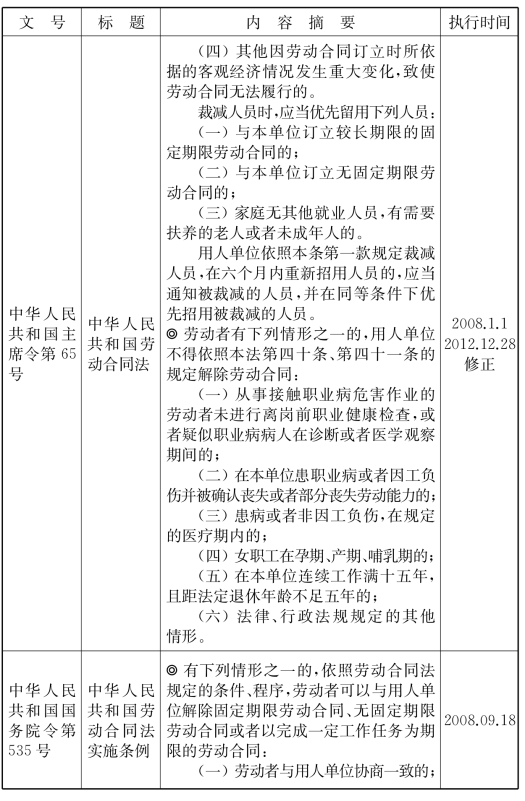 文 号 标 题 内 容 摘 要 执行时间
（四）其他因劳动合同订立时所依
据的客观经济情况发生重大变化,致使
劳动合同无法履行的。
裁减人员时,应当优先留用下列人员:
（一）与本单位订立较长期限的固
定期限劳动合同的;
（二）与本单位订立无固定期限劳
动合同的;
（三）家庭无其他就业人员,有需要
扶养的老人或者未成年人的。
用人单位依照本条第一款规定裁减
人员,在六个月内重新招用人员的,应当
通知被裁减的人员,并在同等条件下优
先招用被裁减的人员。
◎ 劳动者有下列情形之一的,用人单位
不得依照本法第四十条、第四十一条的
规定解除劳动合同:
（一）从事接触职业病危害作业的
劳动者未进行离岗前职业健康检查,或
者疑似职业病病人在诊断或者医学观察
期间的;
（二）在本单位患职业病或者因工负
伤并被确认丧失或者部分丧失劳动能力的;
（三）患病或者非因工负伤,在规定
的医疗期内的;
（四）女职工在孕期、产期、哺乳期的;
（五）在本单位连续工作满十五年,
且距法定退休年龄不足五年的;
（六）法律、行政法规规定的其他
情形。
中华人民
共和国主
席令第 65
号
中华人民
共和国劳
动合同法
2008.1.1
2012.12.28
修正
中华人民
共和国国
务院令第
535 号
中华人民
共和国劳
动合同法
实施条例
◎ 有下列情形之一的,依照劳动合同法
规定的条件、程序,劳动者可以与用人单
位解除固定期限劳动合同、无固定期限
劳动合同或者以完成一定工作任务为期
限的劳动合同:
（一）劳动者与用人单位协商一致的;
2008.09.18